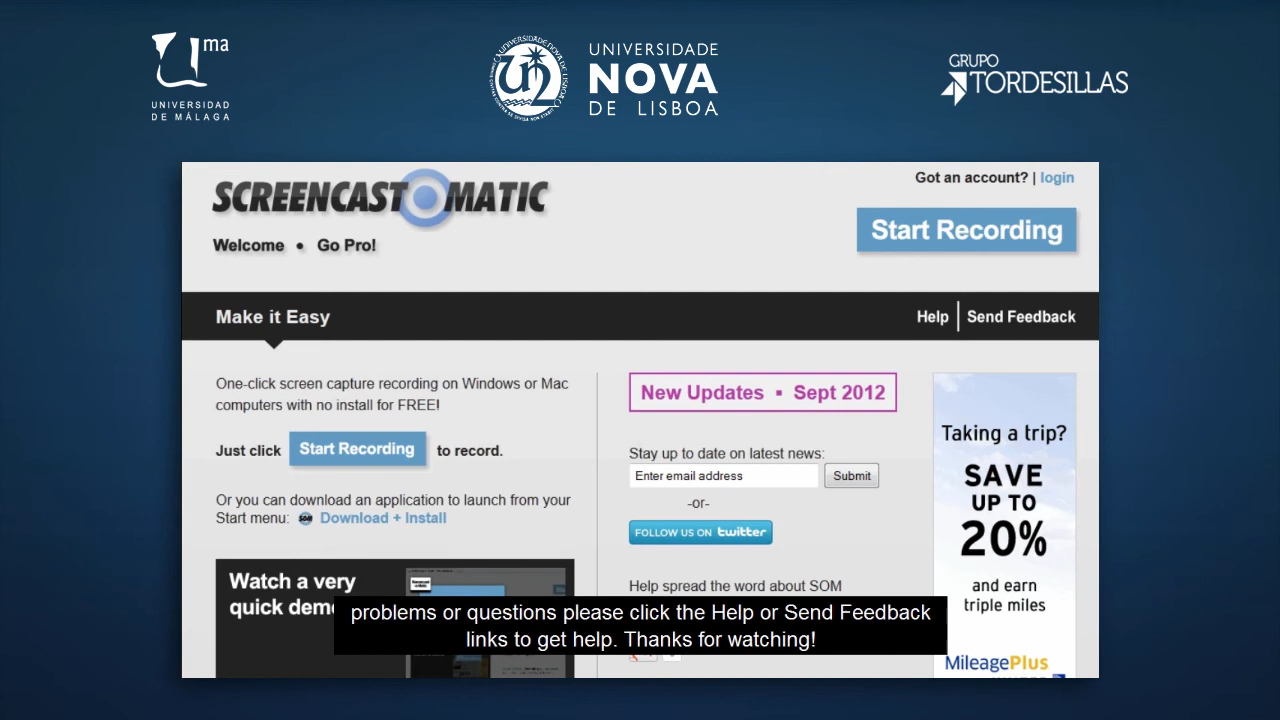 uma
UNIVERSIDAD
DE MÁLAGA
UNIVERSIDADE
NOVA
DE LISBOA
GRUPO
TORDESILLAS
SCREENCAST-O-MATIC
Got an account? | login
Start Recording
Welcome • Go Pro!
Make it Easy
Help | Send Feedback
One-click screen capture recording on Windows or Mac
computers with no install for FREE!
Just click Start Recording to record.
Or you can download an application to launch from your
Start menu: Download + Install
Watch a very
quick dem
New Updates ▪ Sept 2012
Stay up to date on latest news:
Enter email address Submit
-or-
FOLLOW US ON twitter
Help spread the word about SOM
Taking a trip?
SAVE
UP TO
20%
and earn
triple miles
MileagePlus
problems or questions please click the Help or Send Feedback
links to get help. Thanks for watching!